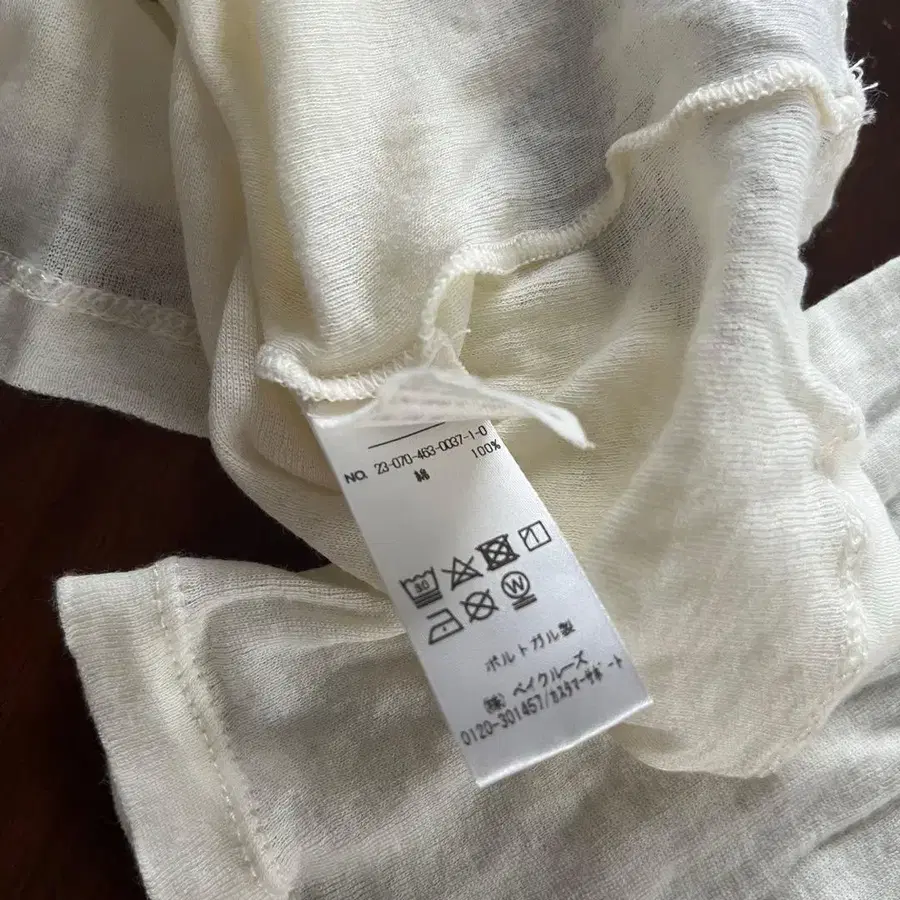 NO. 23-070-463-0037-1-0
綿 100%
30
W
ポルトガル製
(株) ベイクルーズ
0120-301457/カスタマーサポート